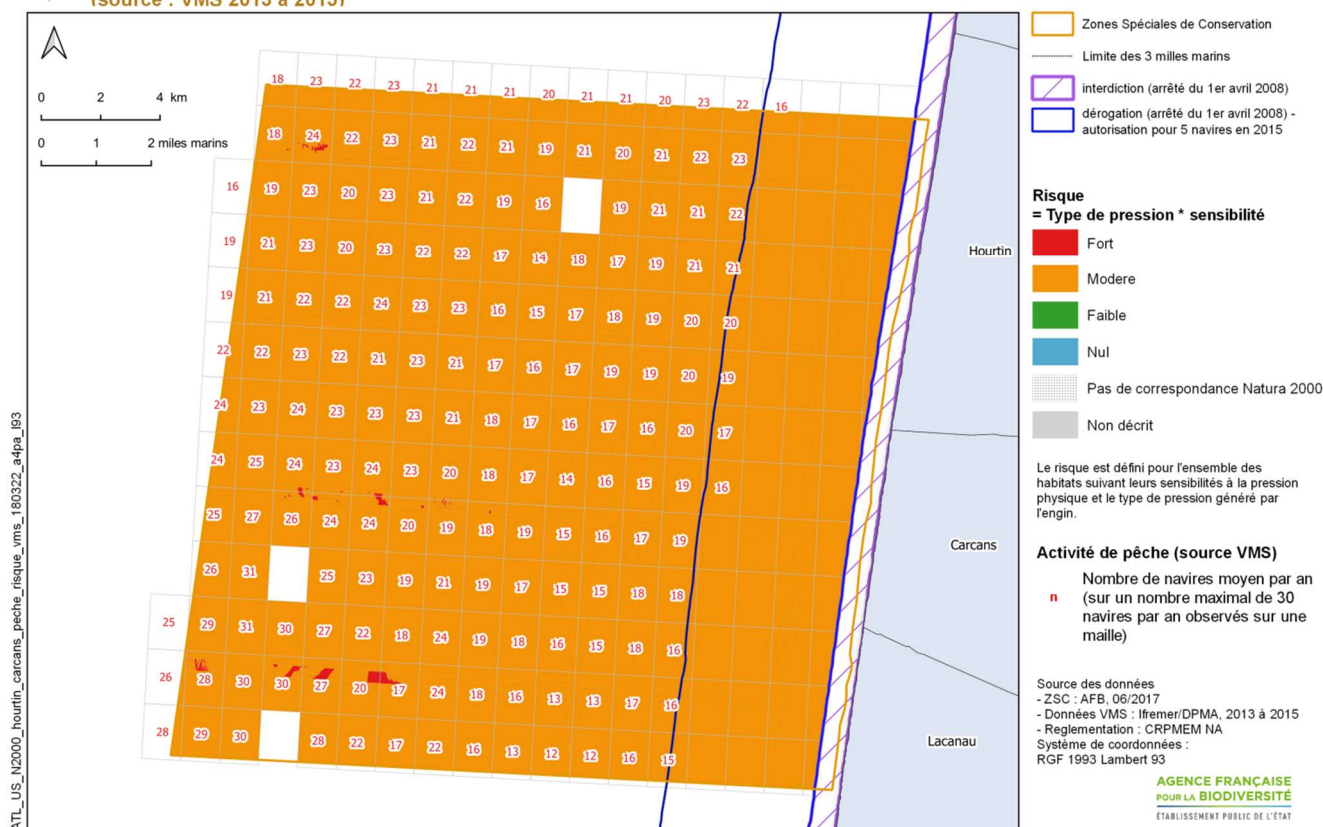 (source : VMS 2013 à 2015)
0 2 4 km
0 1 2 miles marins
18 23 22 22 21 21 21 20 21 21 20 23 22 16
18 24 22 23 21 22 21 19 21 20 21 22 23
16 19 23 20 23 21 22 19 16 19 21 21 22
19 21 23 20 23 22 22 17 14 18 17 19 21 21
19 21 22 22 24 23 23 16 15 17 18 19 20 20
22 22 23 22 21 23 21 17 16 17 19 19 20 19
24 23 24 23 23 23 21 18 17 16 17 16 20 17
24 25 24 23 24 23 20 18 17 14 16 15 19 16
25 27 26 24 24 20 19 18 19 15 16 17 19
26 31 25 23 19 21 19 17 15 18 18
25 29 31 30 27 22 18 24 19 18 16 15 18 16
26 28 30 30 27 20 17 24 18 16 13 13 17 16
28 29 30 28 22 17 22 16 13 12 12 16 15
Hourtin
Carcans
Lacanau
ATL_US_N2000_hourtin_carcans_peche_risque_vms_180322_a4pa_l93
Zones Spéciales de Conservation
Limite des 3 milles marins
interdiction (arrêté du 1er avril 2008)
dérogation (arrêté du 1er avril 2008) -
autorisation pour 5 navires en 2015
Risque
= Type de pression * sensibilité
Fort
Modere
Faible
Nul
Pas de correspondance Natura 2000
Non décrit
Le risque est défini pour l'ensemble des
habitats suivant leurs sensibilités à la pression
physique et le type de pression généré par
l'engin.
Activité de pêche (source VMS)
Nombre de navires moyen par an
n (sur un nombre maximal de 30
navires par an observés sur une
maille)
Source des données
- ZSC : AFB, 06/2017
- Données VMS : Ifremer/DPMA, 2013 à 2015
- Reglementation : CRPMEM NA
Système de coordonnées :
RGF 1993 Lambert 93
AGENCE FRANÇAISE
POUR LA BIODIVERSITÉ
ÉTABLISSEMENT PUBLIC DE L'ÉTAT